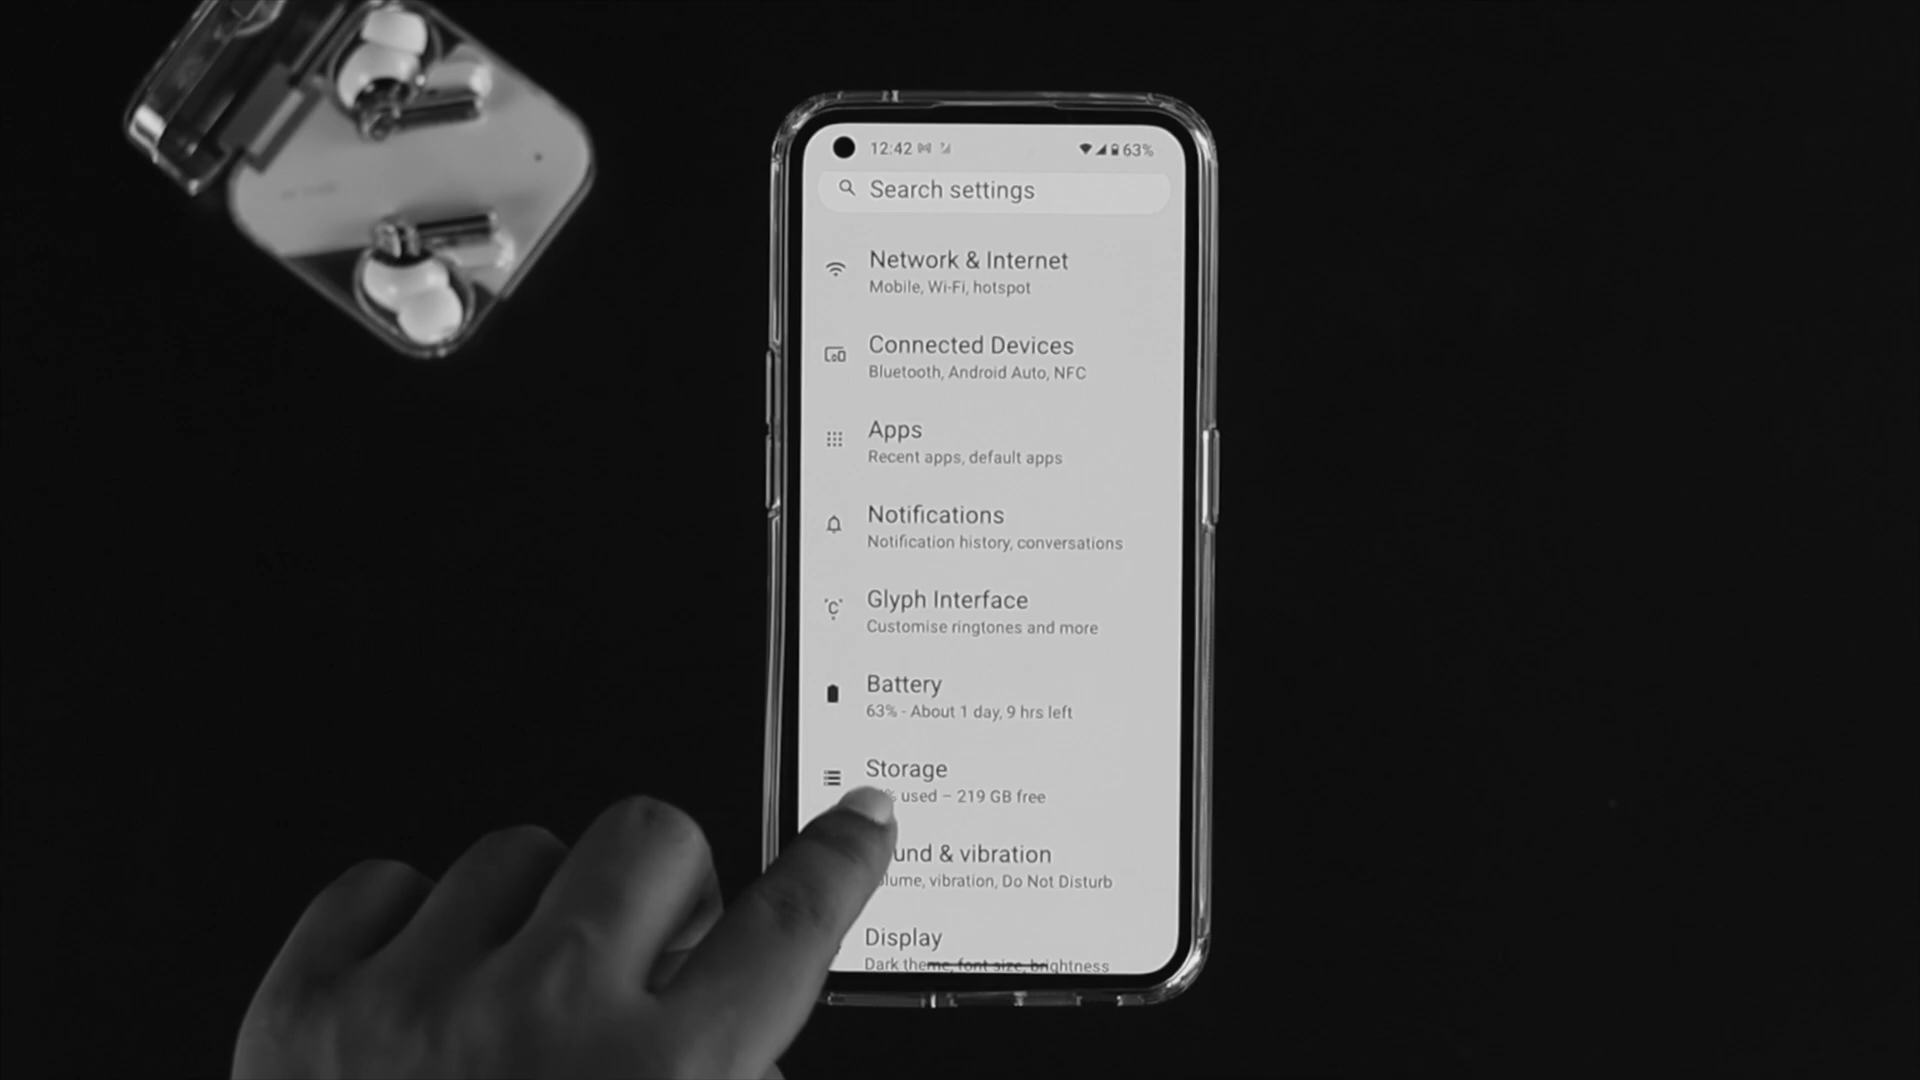 12:42 63%
Search settings
Network & Internet
Mobile, Wi-Fi, hotspot
Connected Devices
Bluetooth, Android Auto, NFC
Apps
Recent apps, default apps
Notifications
Notification history, conversations
Glyph Interface
Customise ringtones and more
Battery
63% - About 1 day, 9 hrs left
Storage
% used – 219 GB free
und & vibration
lume, vibration, Do Not Disturb
Display
Dark theme, font size, brightness